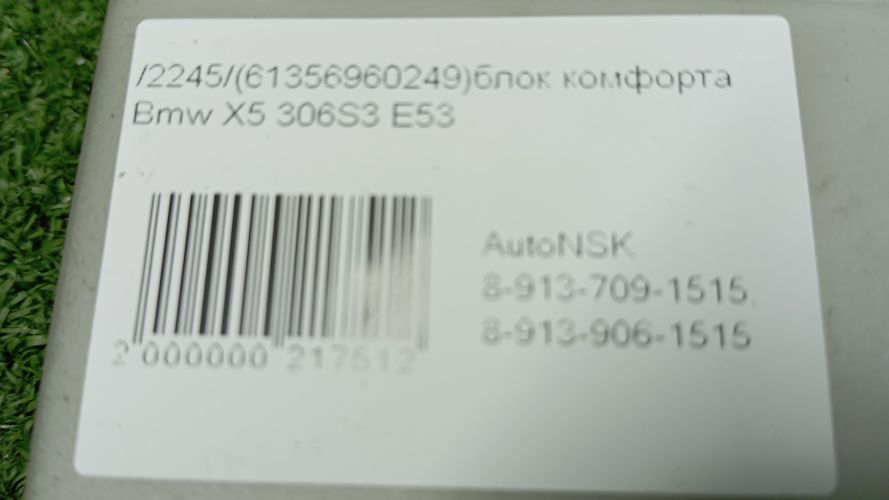 /2245/(61356960249)блок комфорта
Bmw X5 306S3 E53
AutoNSK
8-913-709-1515,
8-913-906-1515
2 000000 217512